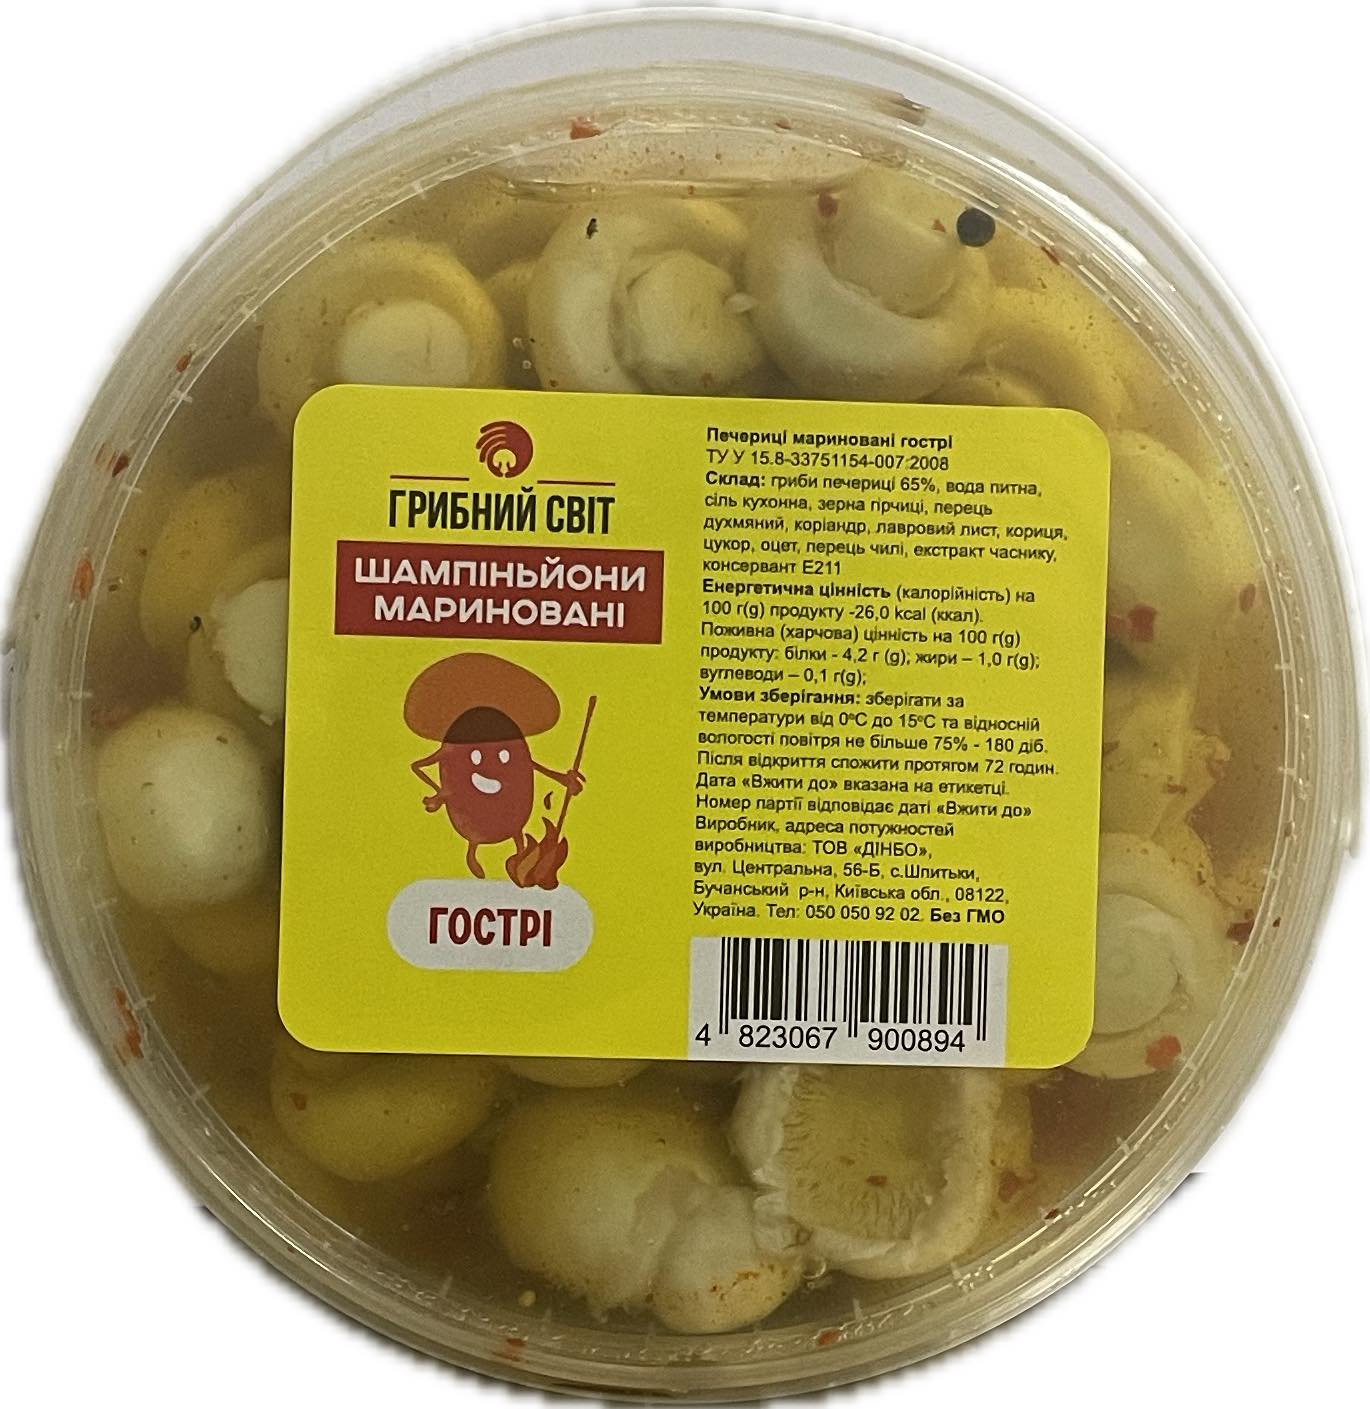 ГРИБНИЙ СВІТ
ШАМПІНЬЙОНИ
МАРИНОВАНІ
ГОСТРІ
Печериці мариновані гострі
ТУ У 15.8-33751154-007:2008
Склад: гриби печериці 65%, вода питна,
сіль кухонна, зерна гірчиці, перець
духмяний, коріандр, лавровий лист, кориця,
цукор, оцет, перець чилі, екстракт часнику,
консервант Е211
Енергетична цінність (калорійність) на
100 г(g) продукту -26,0 kcal (ккал).
Поживна (харчова) цінність на 100 г(g)
продукту: білки - 4,2 г (g); жири – 1,0 г(g);
вуглеводи – 0,1 г(g);
Умови зберігання: зберігати за
температури від 0°С до 15°С та відносній
вологості повітря не більше 75% - 180 діб.
Після відкриття спожити протягом 72 годин.
Дата «Вжити до» вказана на етикетці.
Номер партії відповідає даті «Вжити до»
Виробник, адреса потужностей
виробництва: ТОВ «ДІНБО»,
вул. Центральна, 56-Б, с.Шпитьки,
Бучанський р-н, Київська обл., 08122,
Україна. Тел: 050 050 92 02. Без ГМО
4 823067 900894